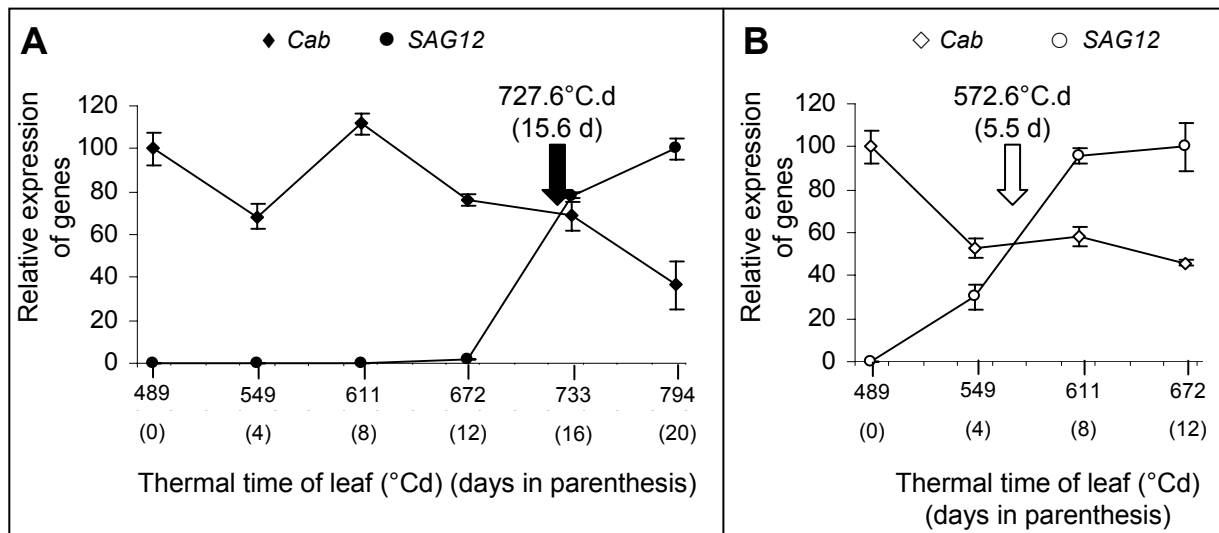 A
Cab
SAG12
727.6°C.d
(15.6 d)
Relative expression
of genes
120
100
80
60
40
20
0
489 549 611 672 733 794
(0) (4) (8) (12) (16) (20)
Thermal time of leaf (°Cd) (days in parenthesis)
B
Cab
SAG12
572.6°C.d
(5.5 d)
Relative expression
of genes
120
100
80
60
40
20
0
489 549 611 672
(0) (4) (8) (12)
Thermal time of leaf (°Cd)
(days in parenthesis)